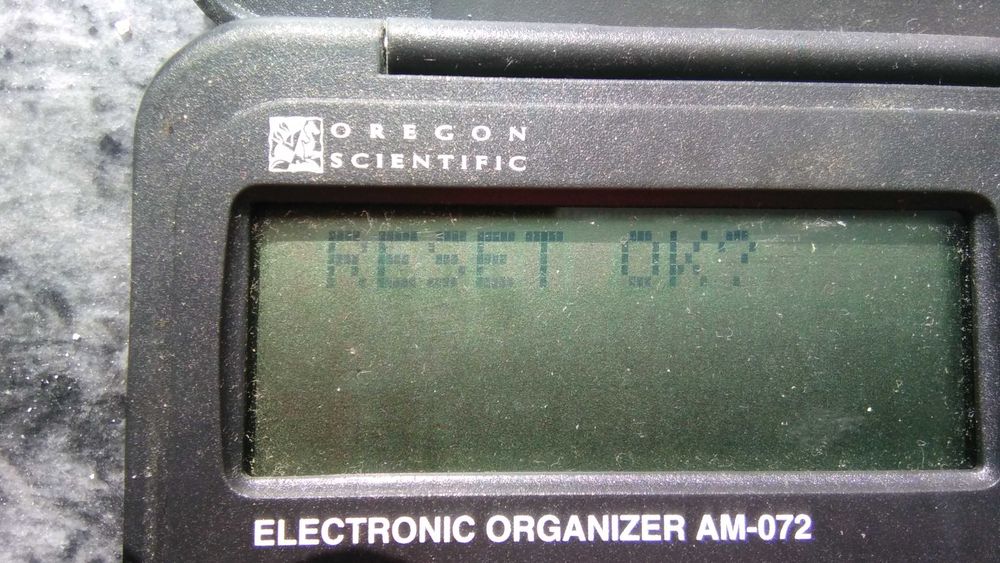 OREGON
SCIENTIFIC
RESET OK?
ELECTRONIC ORGANIZER AM-072